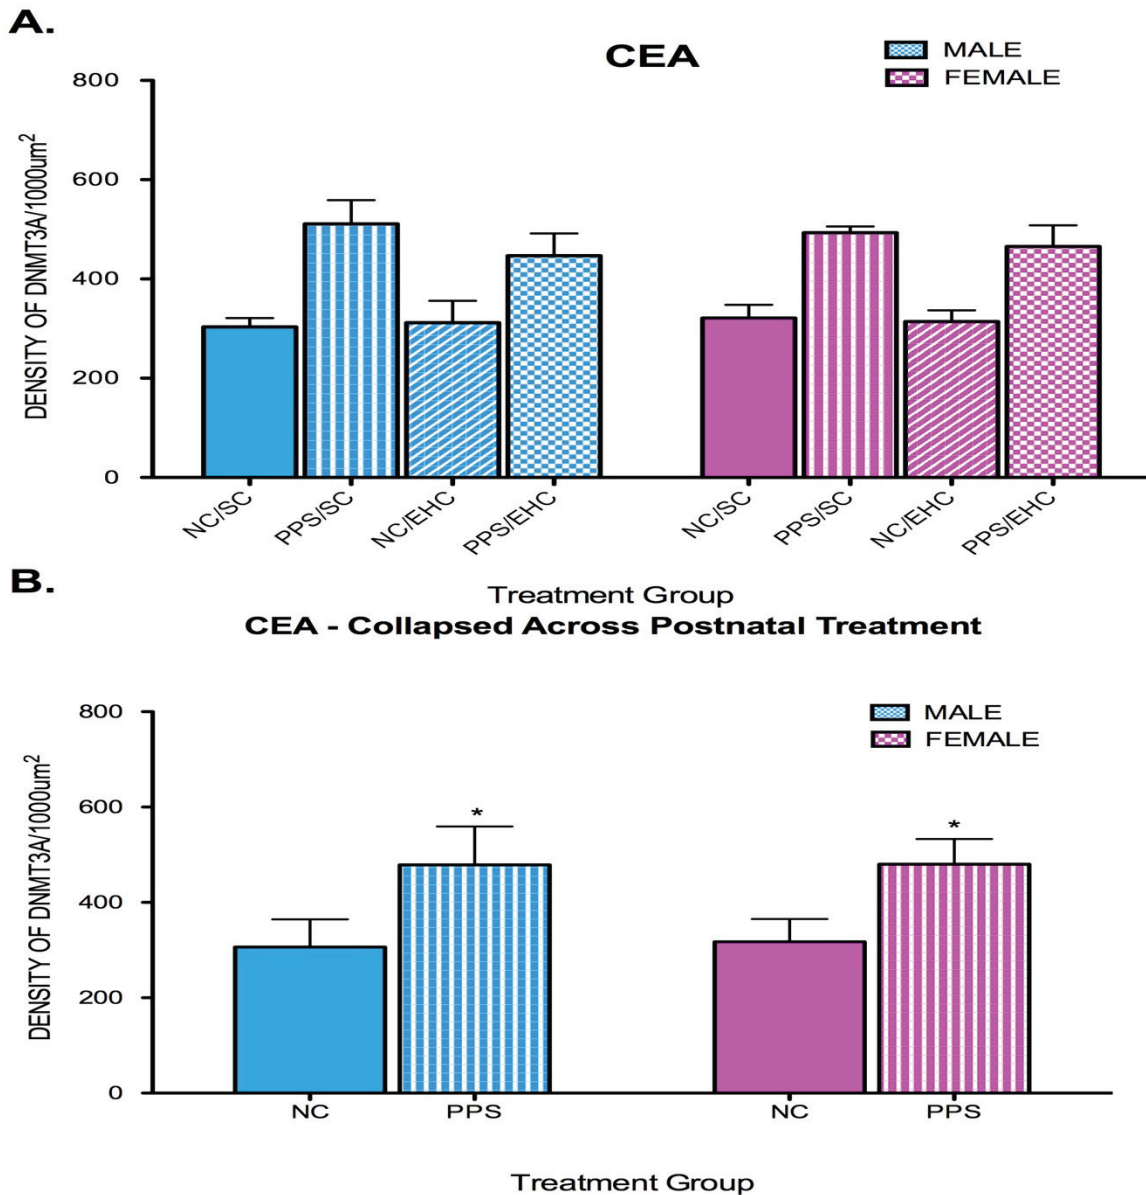 A.
CEA
MALE
FEMALE
DENSITY OF DNMT3A/1000um²
800
600
400
200
0
NC/SC
PPS/SC
NC/EHC
PPS/EHC
NC/SC
PPS/SC
NC/EHC
PPS/EHC
Treatment Group
B.
CEA - Collapsed Across Postnatal Treatment
MALE
FEMALE
DENSITY OF DNMT3A/1000um²
800
600
400
200
0
*
*
NC
PPS
NC
PPS
Treatment Group